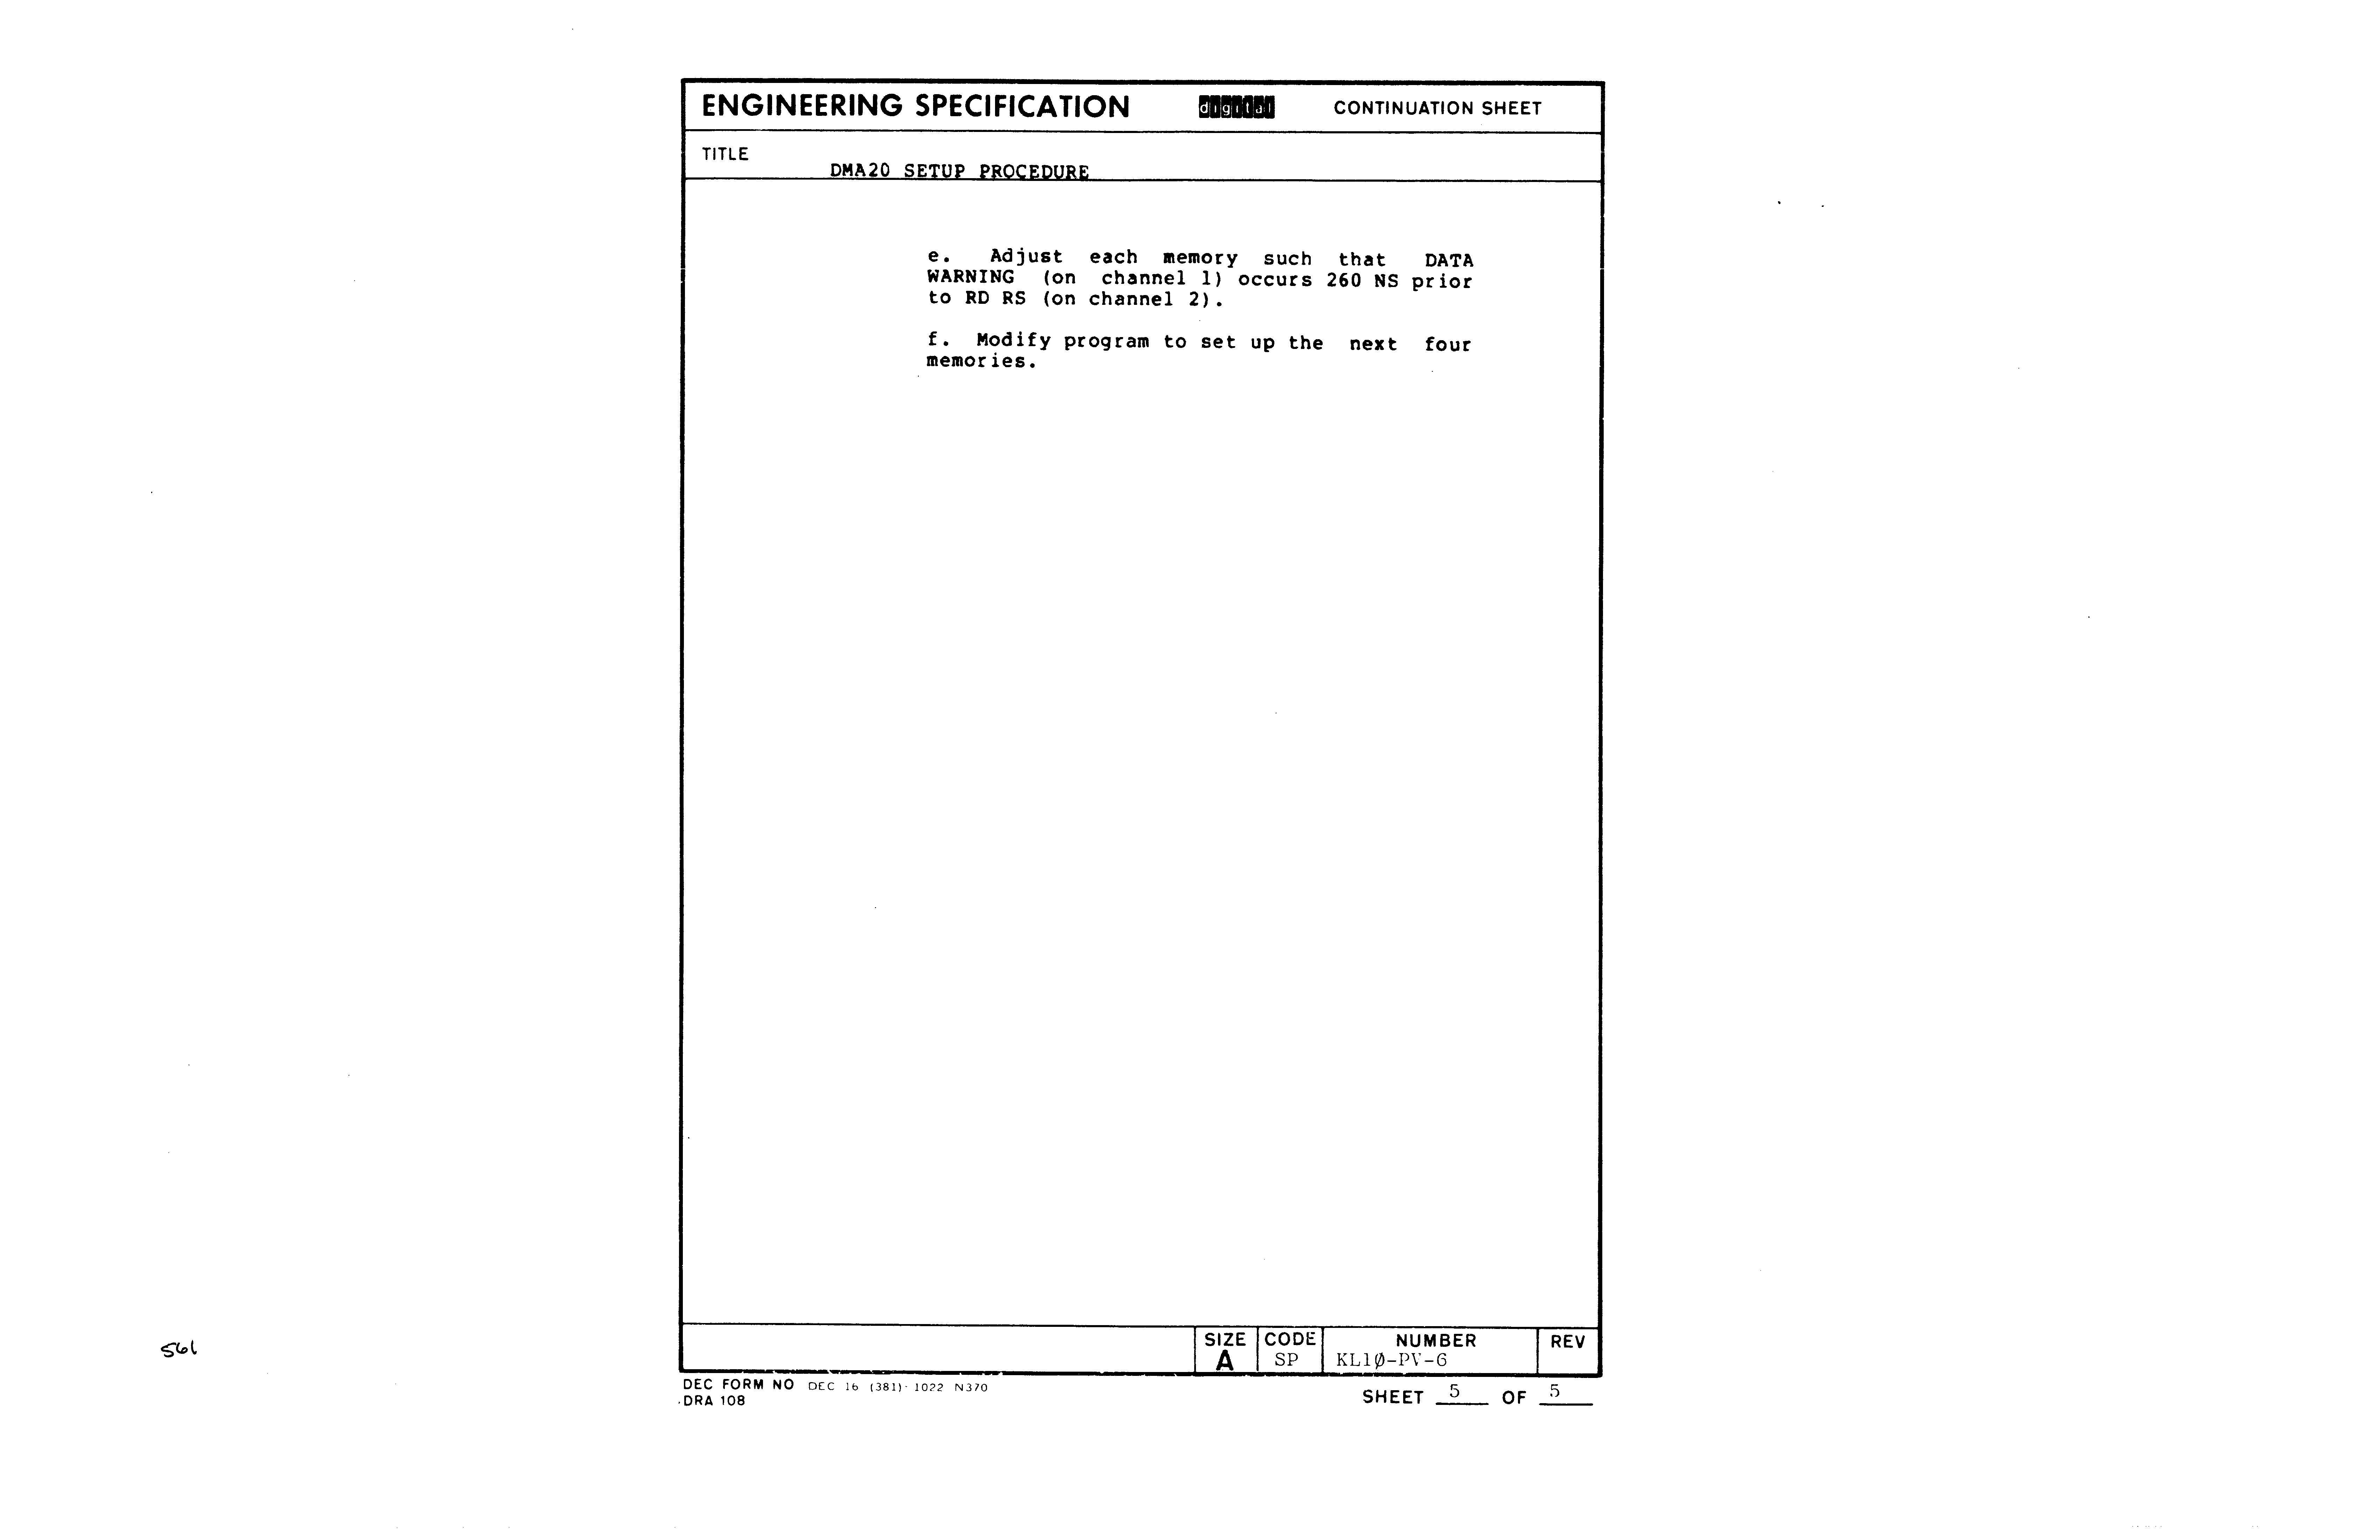 ENGINEERING SPECIFICATION digital CONTINUATION SHEET
TITLE
DMA20 SETUP PROCEDURE
e. Adjust each memory such that DATA
WARNING (on channel 1) occurs 260 NS prior
to RD RS (on channel 2).
f. Modify program to set up the next four
memories.
SIZE CODE NUMBER REV
A SP KL1Ø-PV-6
DEC FORM NO DEC 16 (381)-1022 N370
DRA 108
SHEET 5 OF 5
561